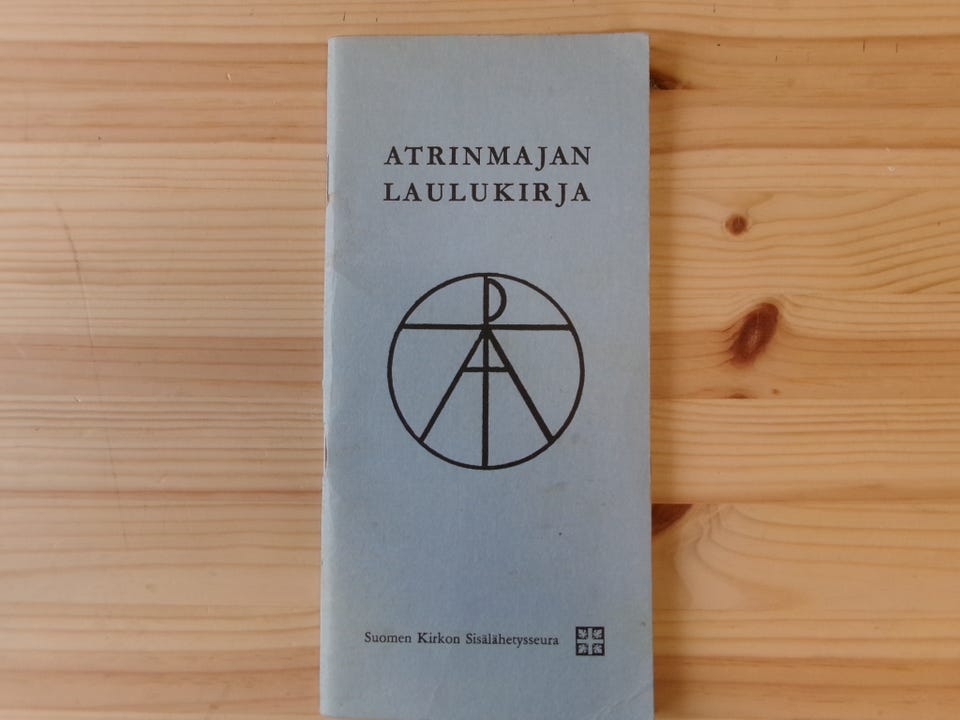 ATRINMAJAN
LAULUKIRJA
Suomen Kirkon Sisälähetysseura